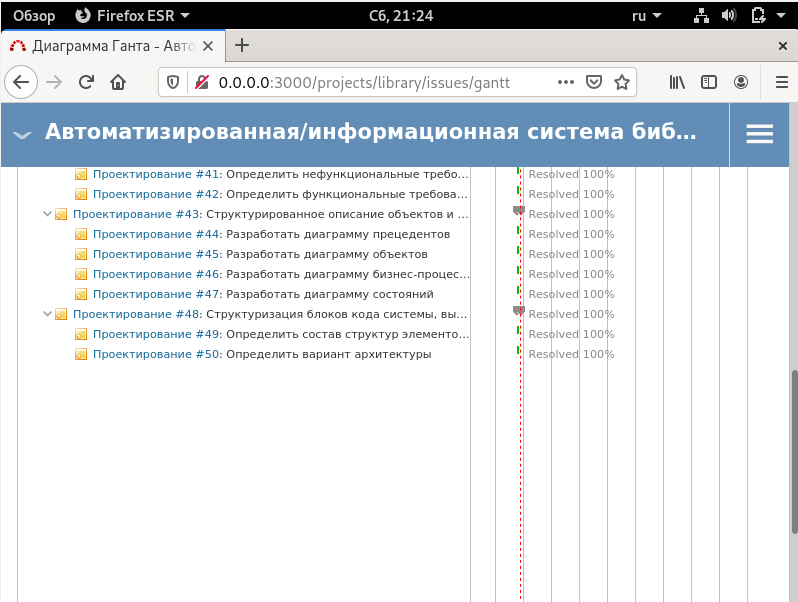 Обзор Firefox ESR Сб, 21:24 ru
Диаграмма Ганта - Авто
0.0.0.0:3000/projects/library/issues/gantt
Автоматизированная/информационная система биб...
Проектирование #41: Определить нефункциональные требо... Resolved 100%
Проектирование #42: Определить функциональные требова... Resolved 100%
Проектирование #43: Структурированное описание объектов и ... Resolved 100%
Проектирование #44: Разработать диаграмму прецедентов Resolved 100%
Проектирование #45: Разработать диаграмму объектов Resolved 100%
Проектирование #46: Разработать диаграмму бизнес-процес... Resolved 100%
Проектирование #47: Разработать диаграмму состояний Resolved 100%
Проектирование #48: Структуризация блоков кода системы, вы... Resolved 100%
Проектирование #49: Определить состав структур элементо... Resolved 100%
Проектирование #50: Определить вариант архитектуры Resolved 100%